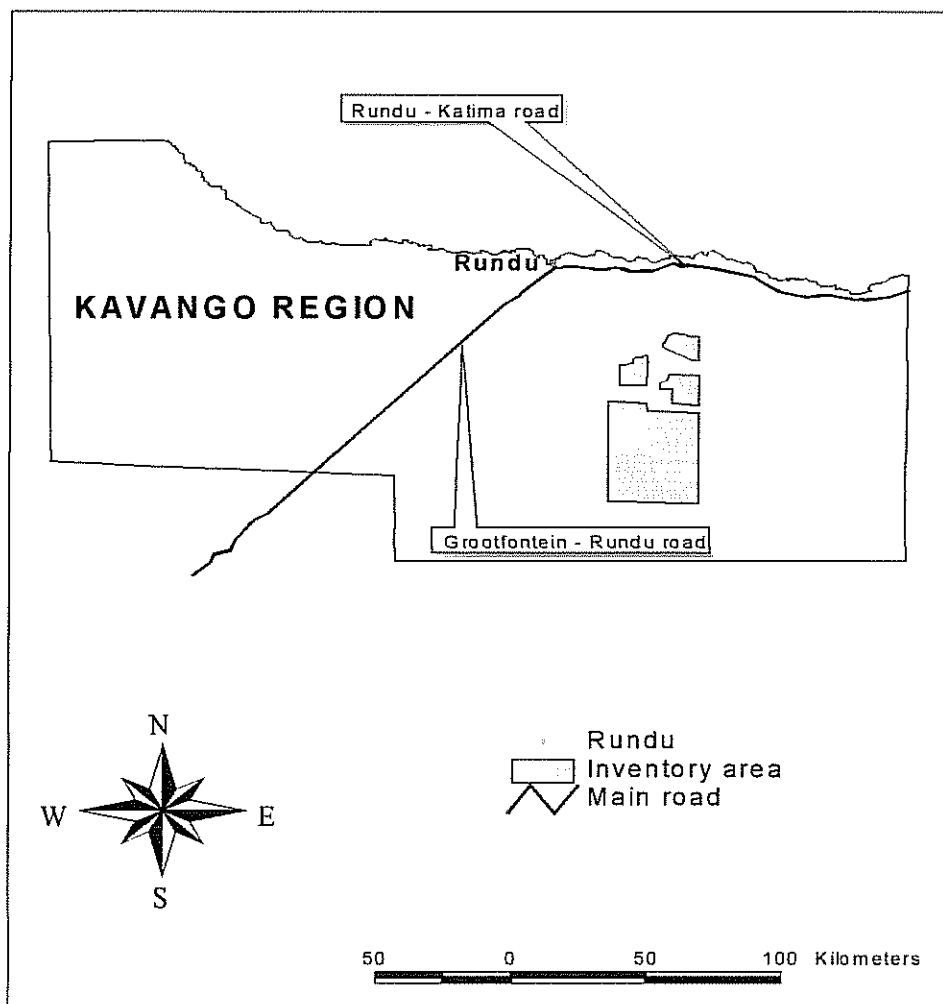 Rundu - Katima road
Rundu
KAVANGO REGION
Grootfontein - Rundu road
N
W E
S
Rundu
Inventory area
Main road
50 0 50 100 Kilometers